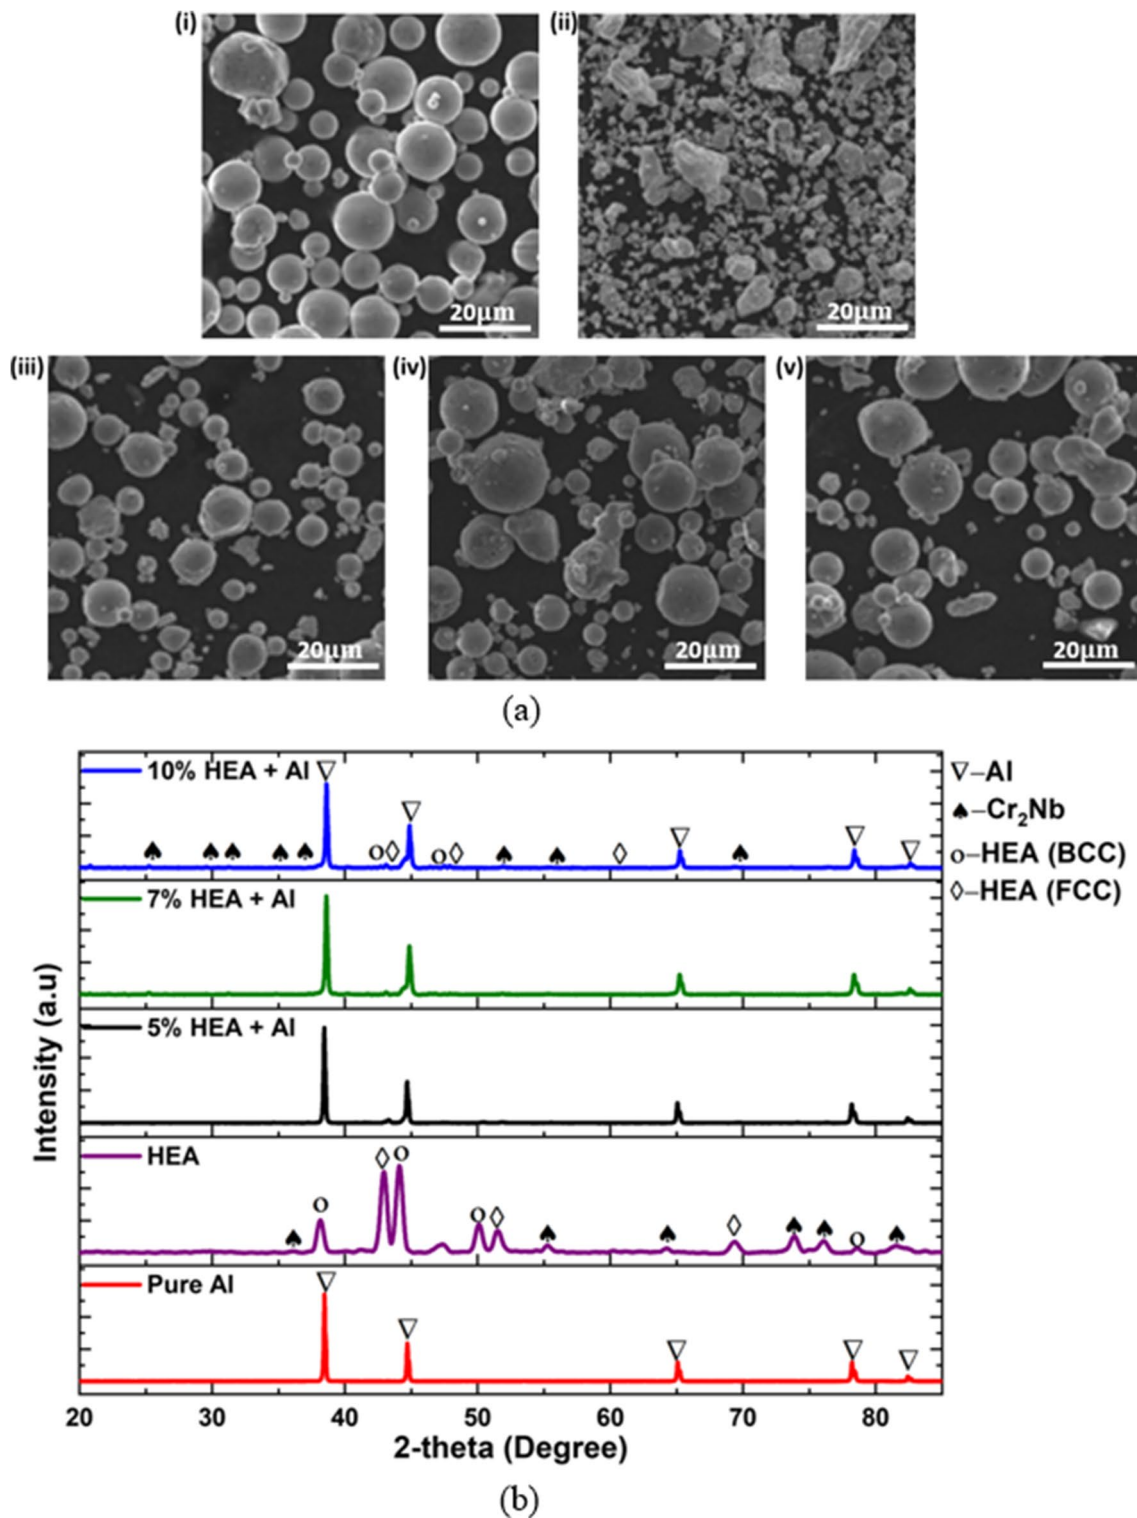 (i)
(ii)
20μm
20μm
(iii)
(iv)
(v)
20μm
20μm
20μm
(a)
10% HEA + Al
▽–Al
♠–Cr₂Nb
o–HEA (BCC)
◊–HEA (FCC)
7% HEA + Al
5% HEA + Al
HEA
Pure Al
Intensity (a.u)
20 30 40 50 60 70 80
2-theta (Degree)
(b)